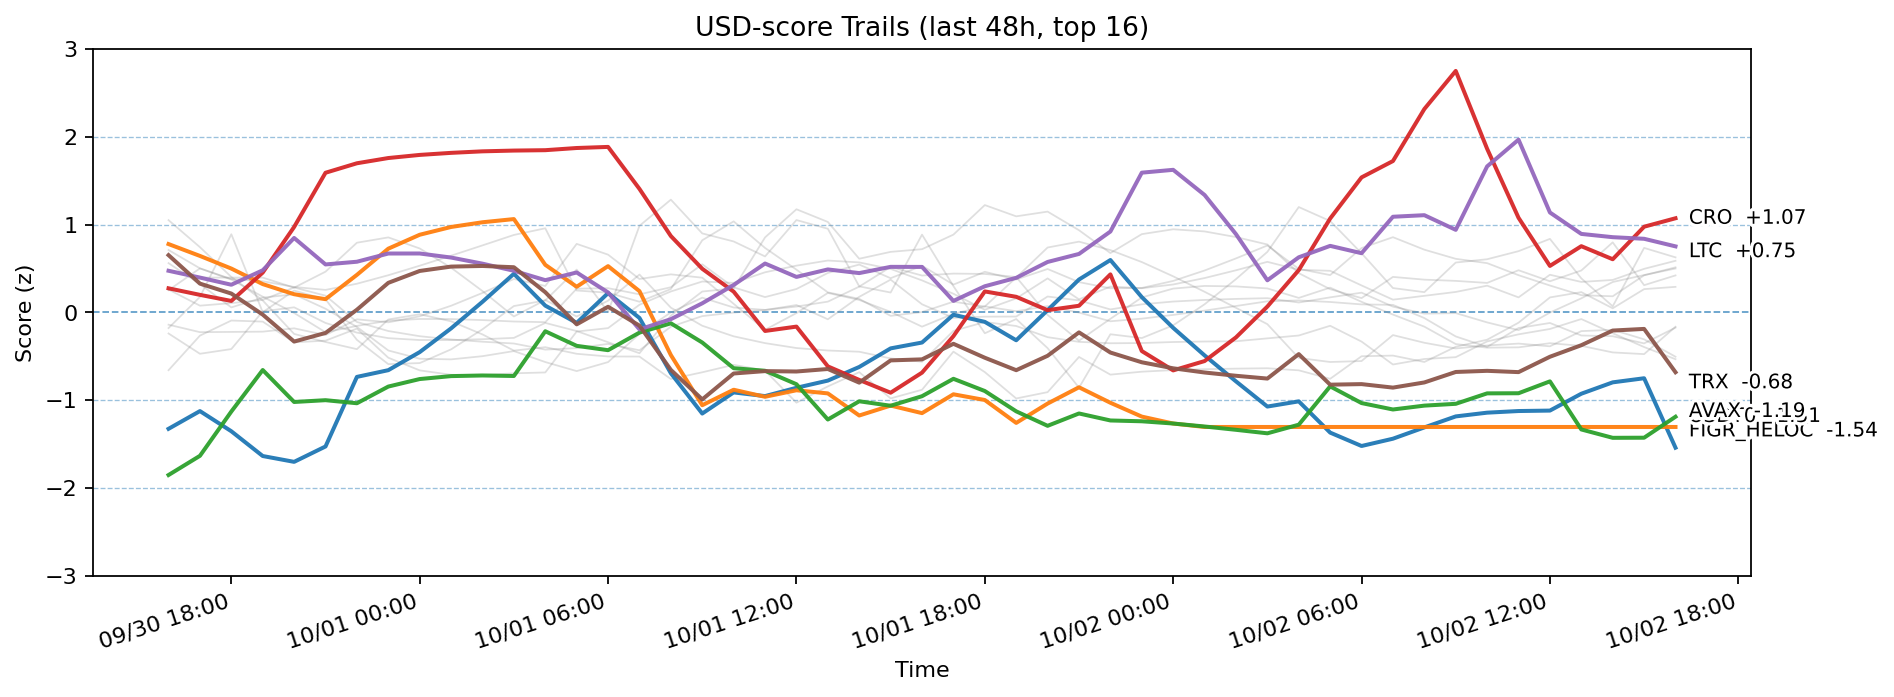 USD-score Trails (last 48h, top 16)
Score (z)
3
2
1
0
−1
−2
−3
CRO +1.07
LTC +0.75
TRX -0.68
AVAX -1.19
FIGR_HELOC -1.54
09/30 18:00
10/01 00:00
10/01 06:00
10/01 12:00
10/01 18:00
10/02 00:00
10/02 06:00
10/02 12:00
10/02 18:00
Time